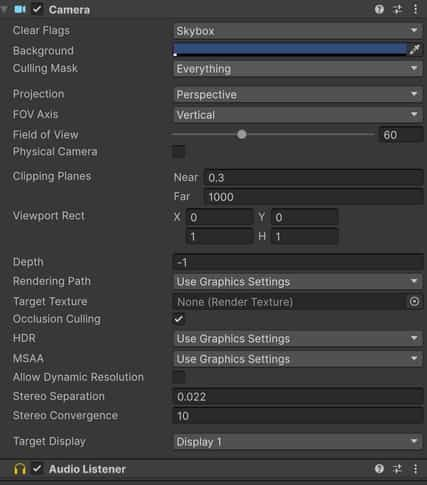 Camera
Clear Flags Skybox
Background
Culling Mask Everything
Projection Perspective
FOV Axis Vertical
Field of View 60
Physical Camera
Clipping Planes Near 0.3
Far 1000
Viewport Rect X 0 Y 0
1 H 1
Depth -1
Rendering Path Use Graphics Settings
Target Texture None (Render Texture)
Occlusion Culling
HDR Use Graphics Settings
MSAA Use Graphics Settings
Allow Dynamic Resolution
Stereo Separation 0.022
Stereo Convergence 10
Target Display Display 1
Audio Listener